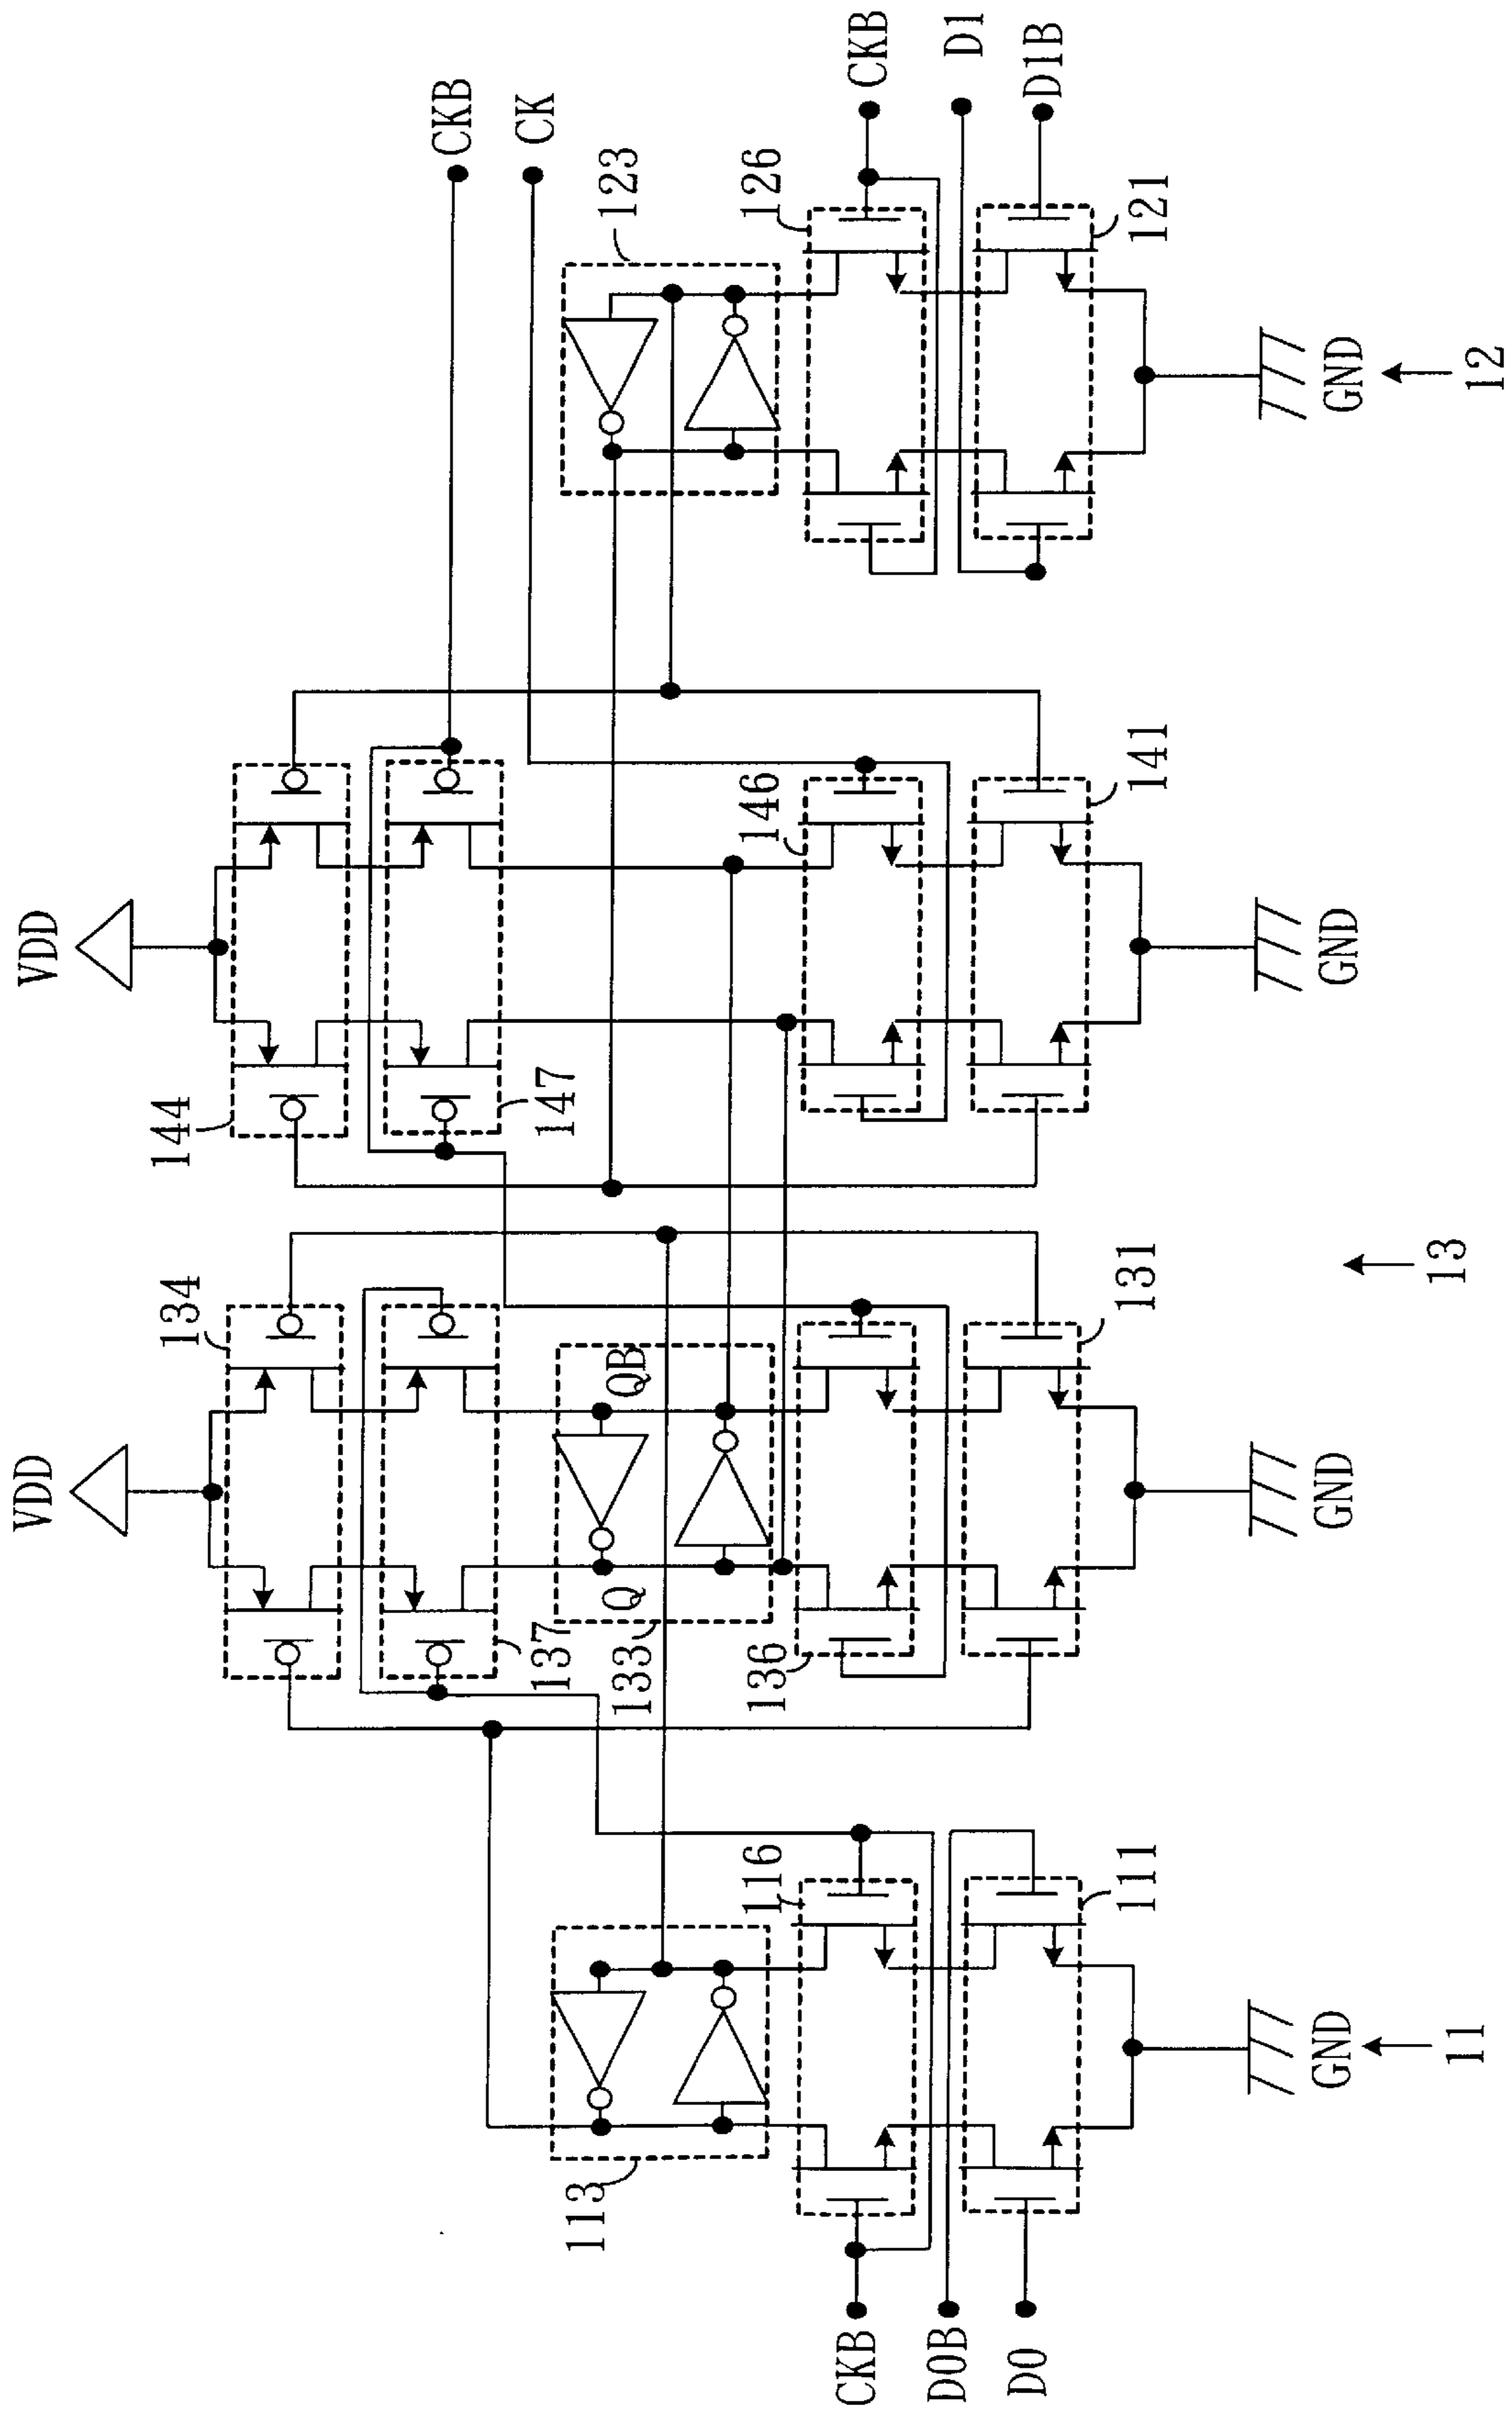 VDD
VDD
144
134
CKB
CK
147
137
123
113
133
Q
QB
126
CKB
146
136
116
CKB
D1
D0B
D1B
D0
121
141
131
111
GND
GND
GND
GND
11
13
12